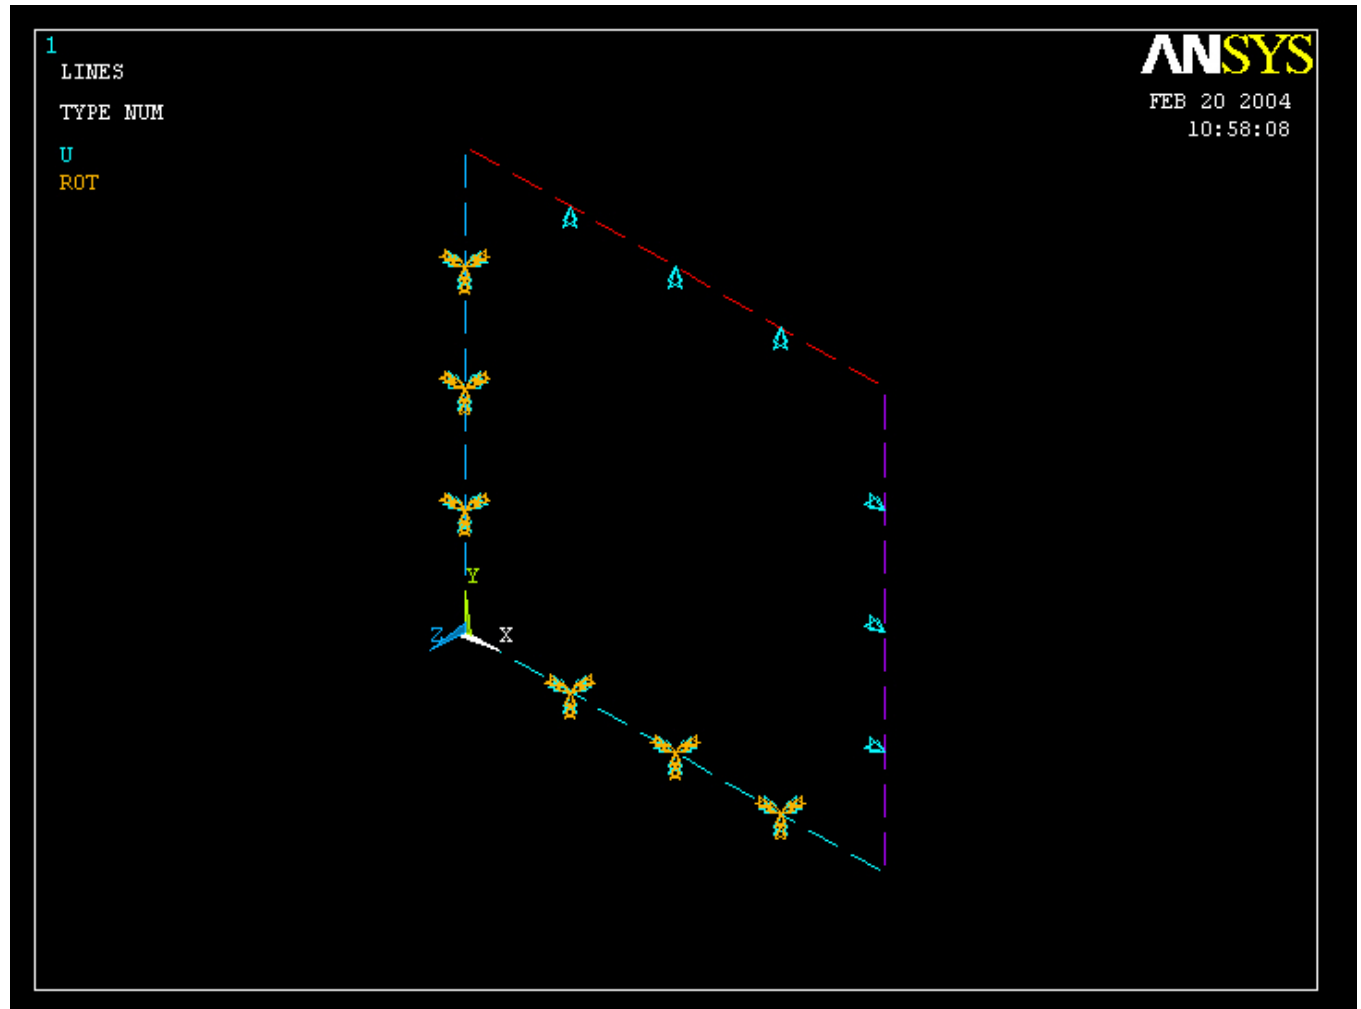 1
LINES
TYPE NUM
U
ROT
ANSYS
FEB 20 2004
10:58:08
Y
Z
X